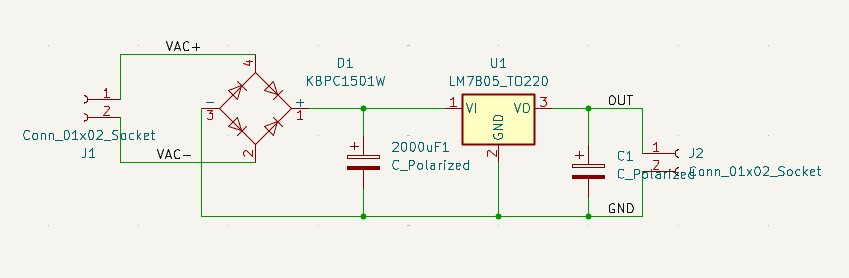 VAC+
4
D1
KBPC1501W
U1
LM7B05_TO220
1
2
Conn_01x02_Socket
J1
VAC-
-
3
+
1
2
+
2000uF1
C_Polarized
1
VI
VO
3
GND
2
OUT
+
C1
C_Polarized
1
J2
2
Conn_01x02_Socket
GND